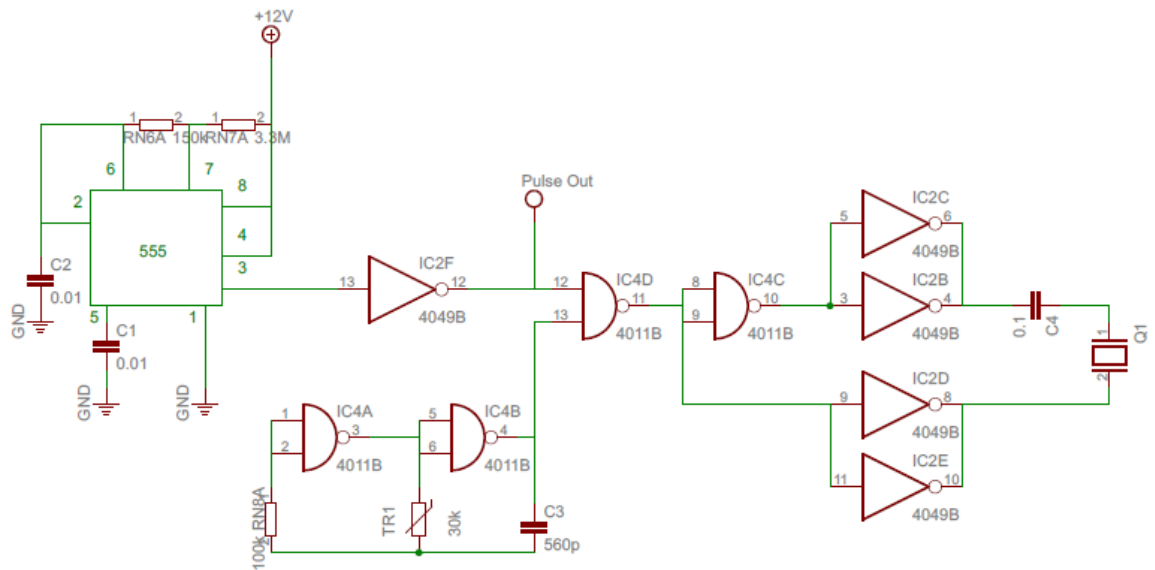 +12V
1
2
1
2
RN6A 150k
RN7A 3.3M
6
7
2
8
4
3
555
5
1
C2
0.01
GND
C1
0.01
GND
GND
13
IC2F
12
4049B
Pulse Out
12
13
IC4D
11
4011B
8
9
IC4C
10
4011B
5
IC2C
6
4049B
3
IC2B
4
4049B
0.1
C4
1
2
Q1
9
IC2D
8
4049B
11
IC2E
10
4049B
1
2
IC4A
3
4011B
5
6
IC4B
4
4011B
1
2
100k RN8A
TR1
30k
C3
560p